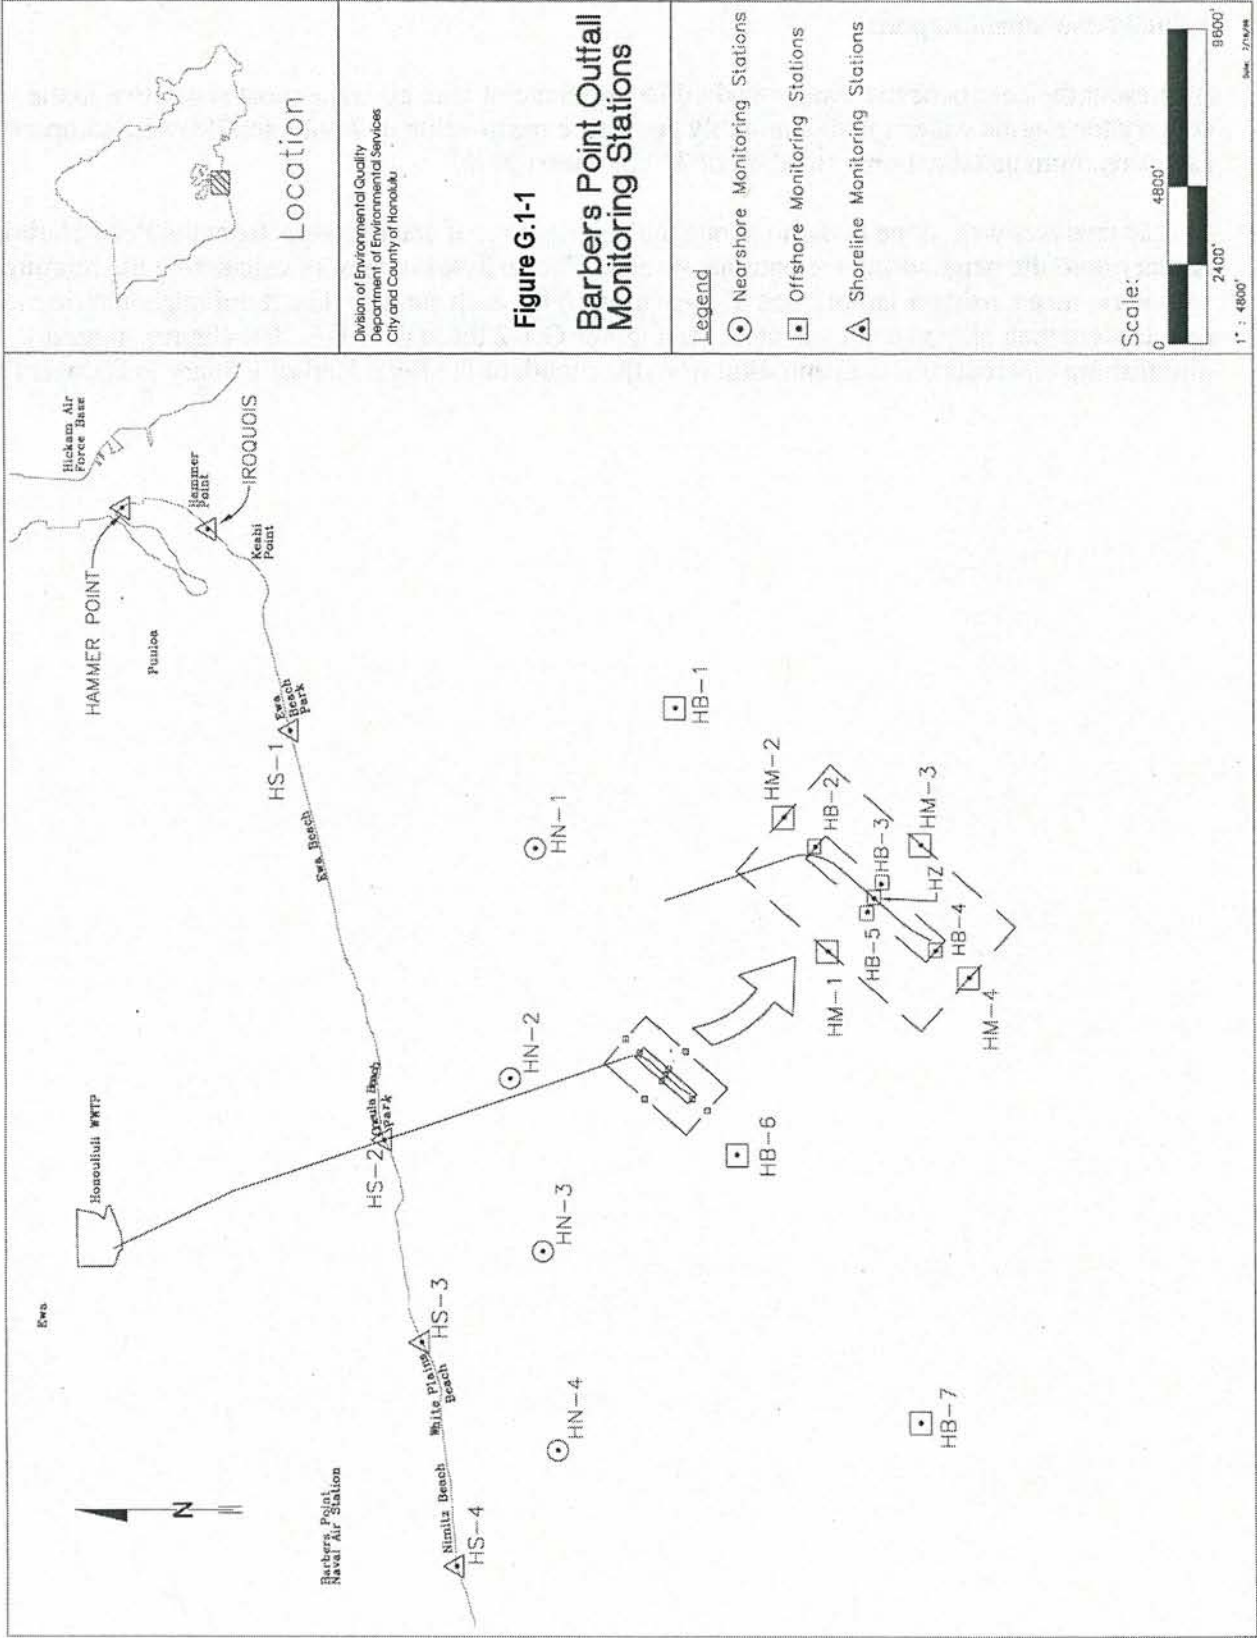 Ewa
Honouliuli WWTP
Barbers Point
Naval Air Station
N
HS-4
Nimitz Beach
White Plains
Beach
HS-3
HS-2
Oneula Beach
Park
Ewa Beach
HS-1
Ewa
Beach
Park
HAMMER POINT
Puuloa
Keahi
Point
IROQUOIS
Hammer
Point
Hickam Air
Force Base
HN-4
HN-3
HN-2
HN-1
HB-7
HB-6
HB-1
HM-1
HM-2
HB-2
HB-3
HM-3
HZ
HB-5
HB-4
HM-4
Location
Division of Environmental Quality
Department of Environmental Services
City and County of Honolulu
Figure G.1-1
Barbers Point Outfall
Monitoring Stations
Legend
Nearshore Monitoring Stations
Offshore Monitoring Stations
Shoreline Monitoring Stations
Scale:
0
4800'
2400'
9600'
1" : 4800'